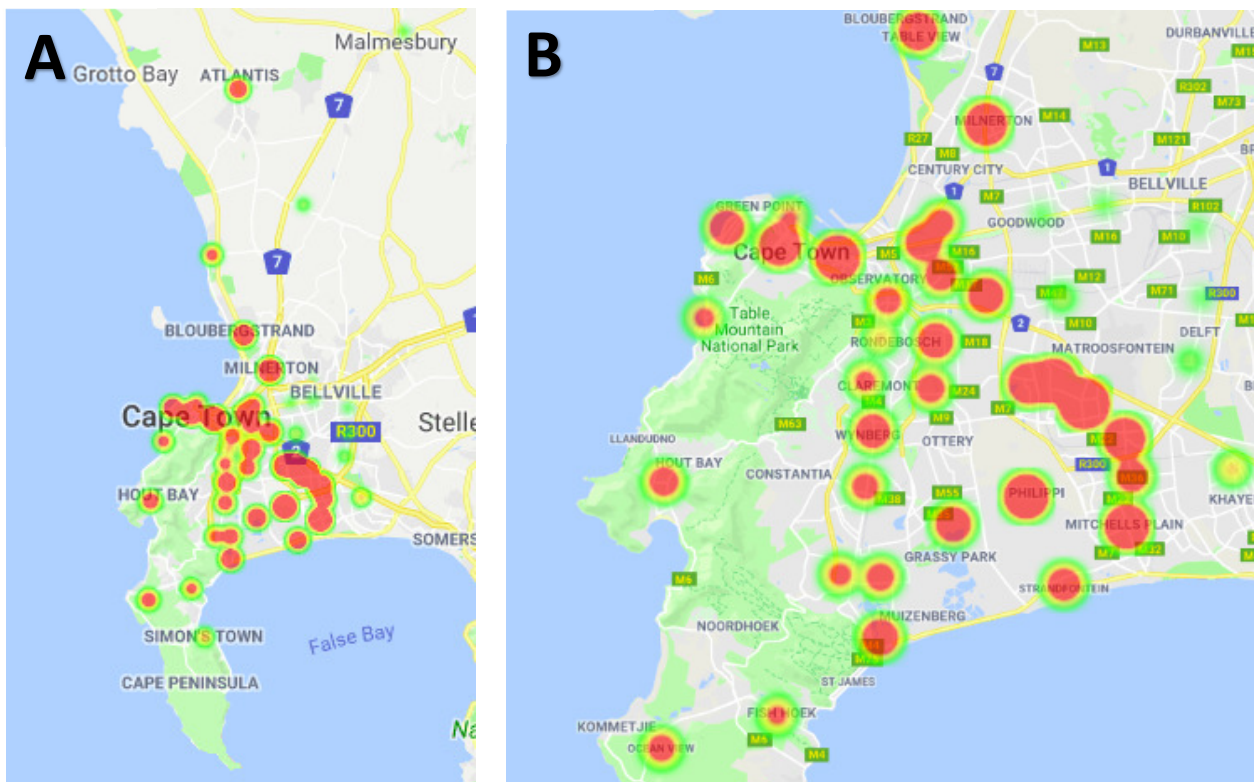 A
Malmesbury
Grotto Bay
ATLANTIS
7
7
BLOUBERGSTRAND
MILNERTON
BELLVILLE
Cape Town
Stelle
R300
2
HOUT BAY
SOMERS
SIMON'S TOWN
False Bay
CAPE PENINSULA
Na
B
BLOUBERGSTRAND
TABLE VIEW
DURBANVILLE
M13
7
R302
M73
MILNERTON
M14
R27
M121
M8
CENTURY CITY
1
1
BELLVILLE
M7
GREEN POINT
R102
GOODWOOD
Cape Town
M5
M16
M16
M10
OBSERVATORY
M6
M12
M71
R300
Table
Mountain
National Park
2
M10
DELFT
RONDEBOSCH
M18
MATROOSFONTEIN
CLAREMONT
M4
M24
M7
M9
M63
WYNBERG
OTTERY
LLANDUDNO
HOUT BAY
CONSTANTIA
R300
M38
M55
PHILIPPI
KHAYE
MITCHELLS PLAIN
GRASSY PARK
M7
M32
M6
STRANDFONTEIN
MUIZENBERG
NOORDHOEK
ST JAMES
KOMMETJIE
FISH HOEK
M6
OCEAN VIEW
M4